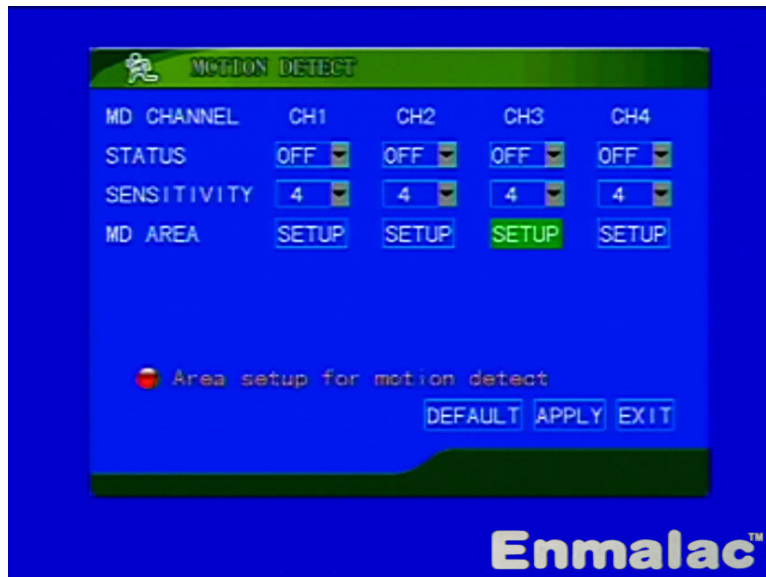 MOTION DETECT
MD CHANNEL CH1 CH2 CH3 CH4
STATUS OFF OFF OFF OFF
SENSITIVITY 4 4 4 4
MD AREA SETUP SETUP SETUP SETUP
Area setup for motion detect
DEFAULT APPLY EXIT
Enmalac™